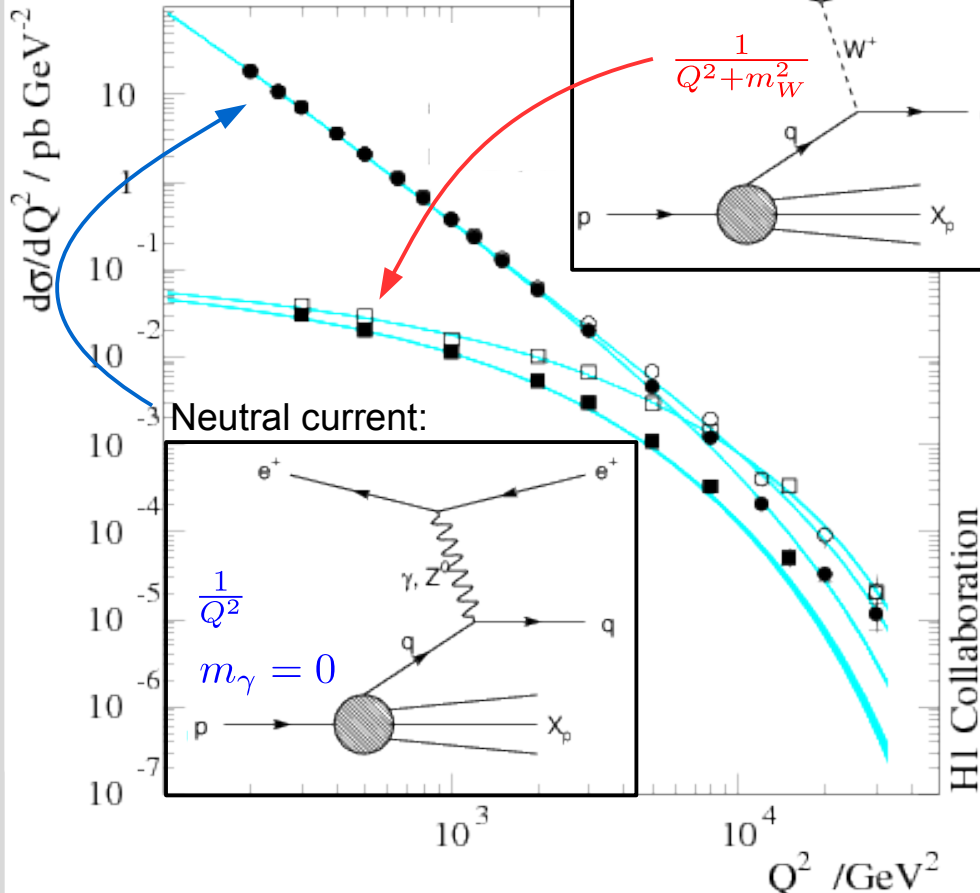 dσ/dQ² / pb GeV⁻²
10
1
10⁻¹
10⁻²
10⁻³
10⁻⁴
10⁻⁵
10⁻⁶
10⁻⁷
1/(Q²+m_W²)
W⁺
q
p
X_p
Neutral current:
e⁺ e⁺
γ, Z⁰
1/Q²
q q
m_γ = 0
p X_p
H1 Collaboration
10³ 10⁴
Q² /GeV²